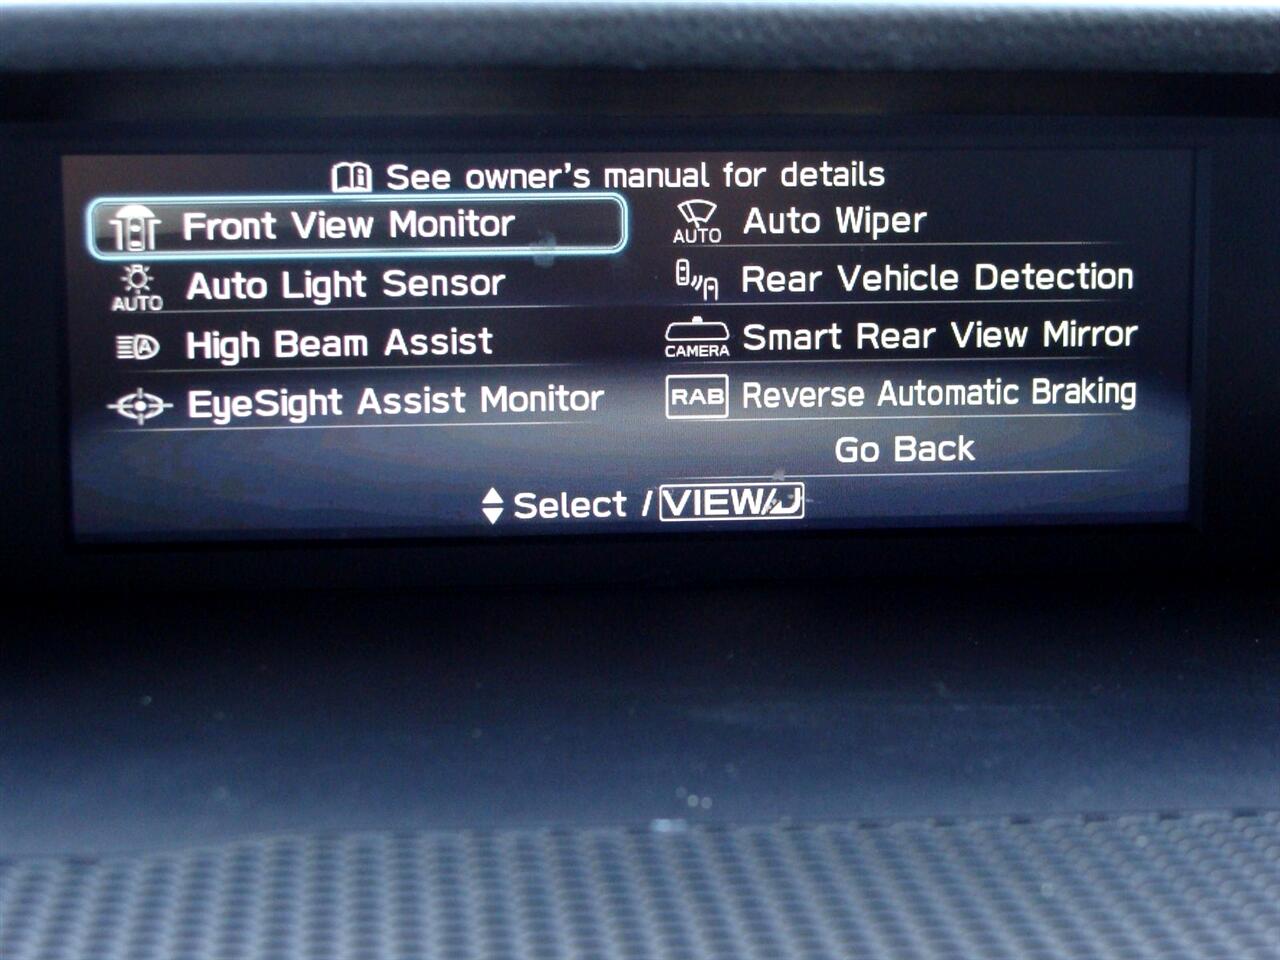 See owner's manual for details
Front View Monitor
AUTO Auto Light Sensor
A High Beam Assist
EyeSight Assist Monitor
AUTO Auto Wiper
Rear Vehicle Detection
CAMERA Smart Rear View Mirror
RAB Reverse Automatic Braking
Go Back
Select / VIEW/